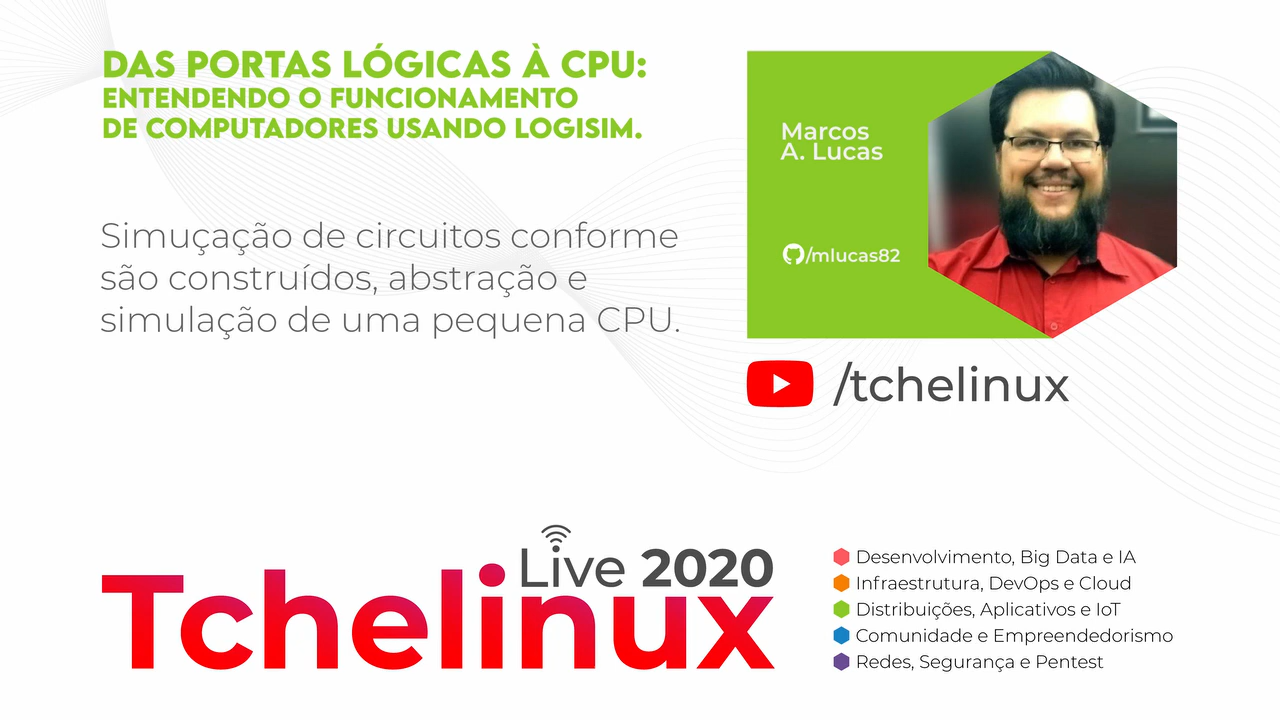 DAS PORTAS LÓGICAS À CPU:
ENTENDENDO O FUNCIONAMENTO
DE COMPUTADORES USANDO LOGISIM.
Simuçação de circuitos conforme
são construídos, abstração e
simulação de uma pequena CPU.
Marcos
A. Lucas
/mlucas82
/tchelinux
Live 2020
Tchelinux
Desenvolvimento, Big Data e IA
Infraestrutura, DevOps e Cloud
Distribuições, Aplicativos e IoT
Comunidade e Empreendedorismo
Redes, Segurança e Pentest